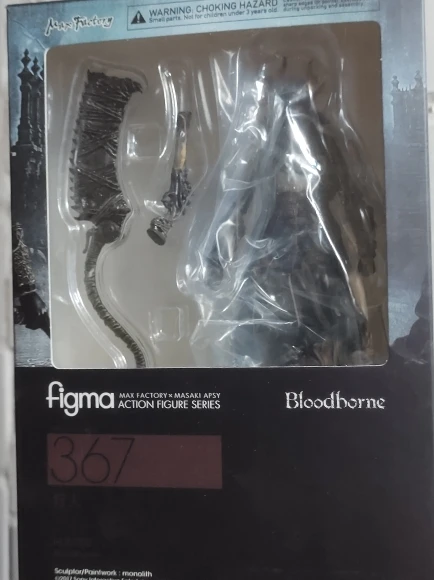 Max Factory
WARNING: CHOKING HAZARD
Small parts. Not for children under 3 years old.
figma
MAX FACTORY × MASAKI APSY
ACTION FIGURE SERIES
Bloodborne
367
Sculptor/Paintwork : monolith